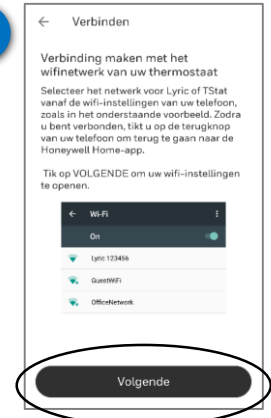 ← Verbinden
Verbinding maken met het
wifinetwerk van uw thermostaat
Selecteer het netwerk voor Lyric of TStat
vanaf de wifi-instellingen van uw telefoon,
zoals in het onderstaande voorbeeld. Zodra
u bent verbonden, tikt u op de terugknop
van uw telefoon om terug te gaan naar de
Honeywell Home-app.
Tik op VOLGENDE om uw wifi-instellingen
te openen.
← Wi-Fi
On
Lyric 123456
GuestWiFi
OfficeNetwork
Volgende